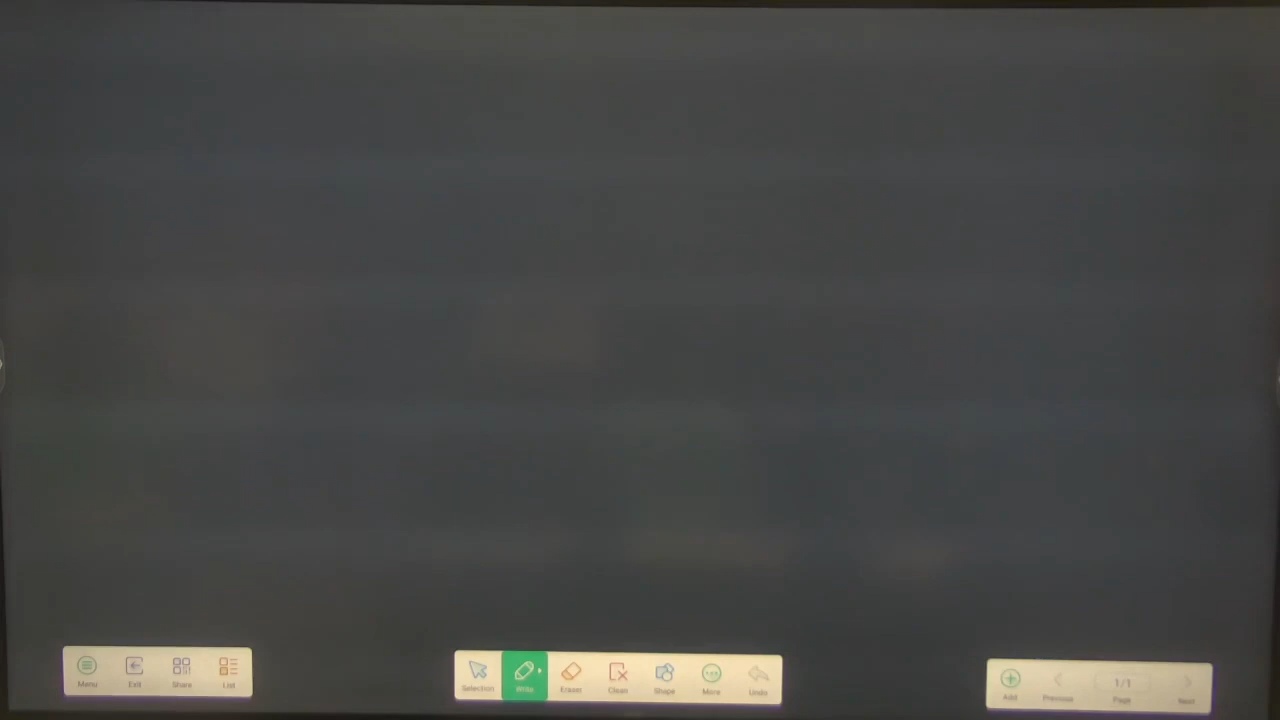 Menu Exit Share List
Selection Write Eraser Clean Shape More Undo
Add Previous 1/1 Page Next